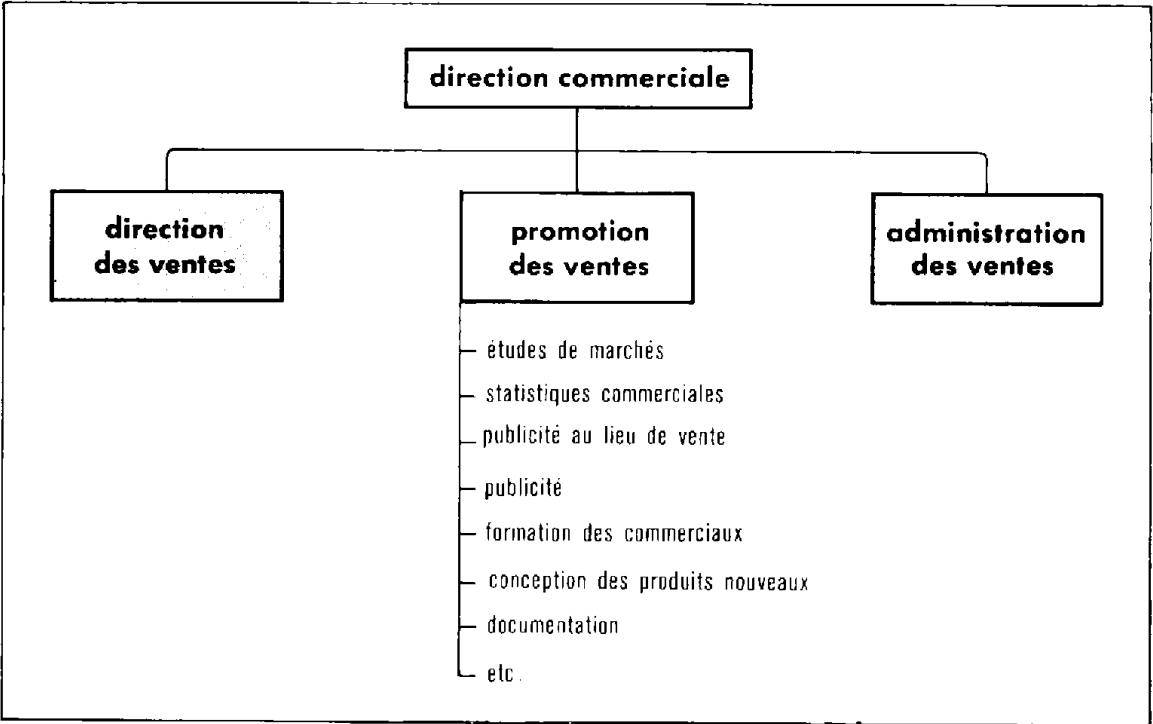 direction commerciale
direction
des ventes
promotion
des ventes
administration
des ventes
études de marchés
statistiques commerciales
publicité au lieu de vente
publicité
formation des commerciaux
conception des produits nouveaux
documentation
etc.